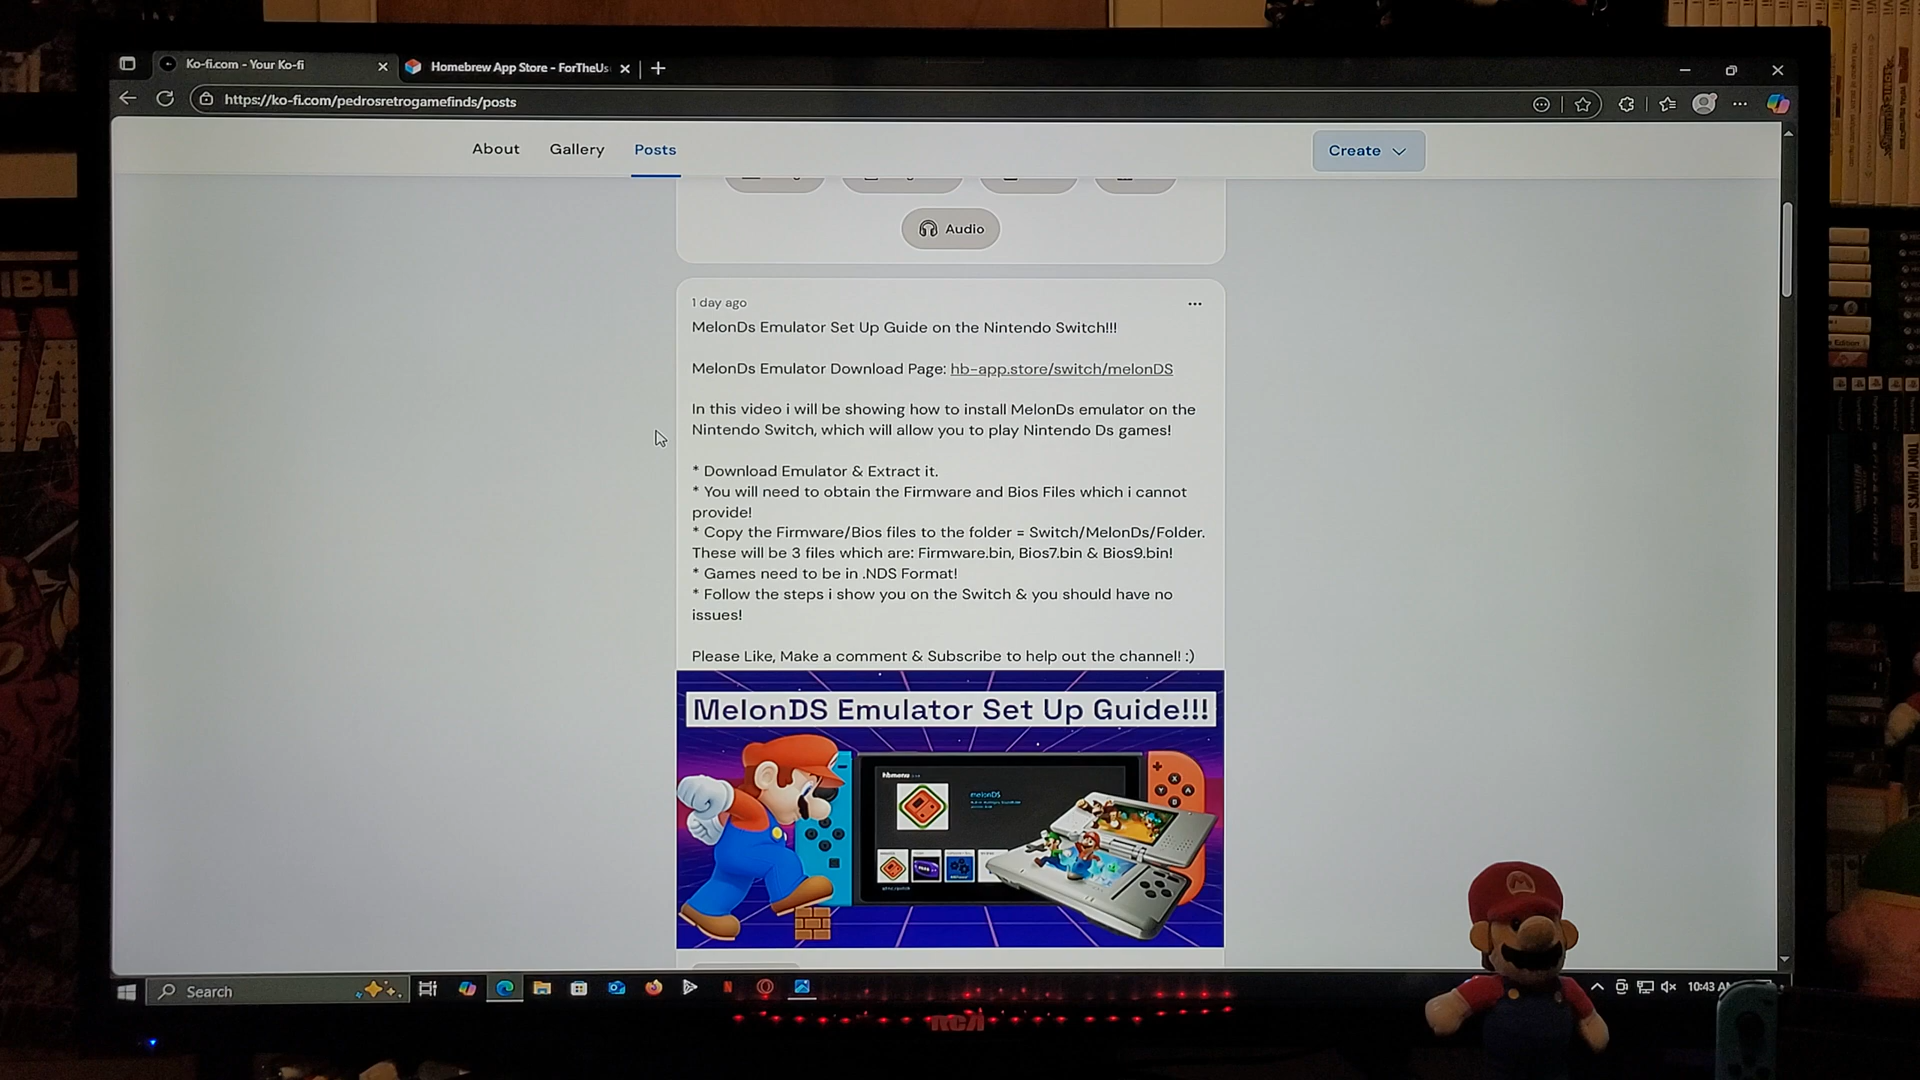 Ko-fi.com - Your Ko-fi
Homebrew App Store - ForTheUs
https://ko-fi.com/pedrosretrogamefinds/posts
About
Gallery
Posts
Create
Audio
1 day ago
MelonDs Emulator Set Up Guide on the Nintendo Switch!!!
MelonDs Emulator Download Page: hb-app.store/switch/melonDS
In this video i will be showing how to install MelonDs emulator on the
Nintendo Switch, which will allow you to play Nintendo Ds games!
* Download Emulator & Extract it.
* You will need to obtain the Firmware and Bios Files which i cannot
provide!
* Copy the Firmware/Bios files to the folder = Switch/MelonDs/Folder.
These will be 3 files which are: Firmware.bin, Bios7.bin & Bios9.bin!
* Games need to be in .NDS Format!
* Follow the steps i show you on the Switch & you should have no
issues!
Please Like, Make a comment & Subscribe to help out the channel! :)
MelonDS Emulator Set Up Guide!!!
hbmenu
melonDS
X
Y
A
B
Search
10:43 AM
RCA
M
TONY HAWK'S